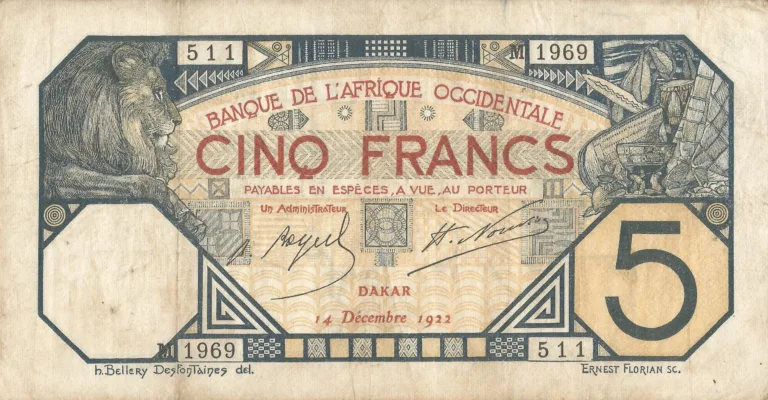 511
M 1969
BANQUE DE L'AFRIQUE OCCIDENTALE
CINQ FRANCS
PAYABLES EN ESPÈCES, A VUE, AU PORTEUR
Un Administrateur
Le Directeur
5
DAKAR
14 Décembre 1922
M 1969
511
h. Bellery Desfontaines del.
ERNEST FLORIAN SC.